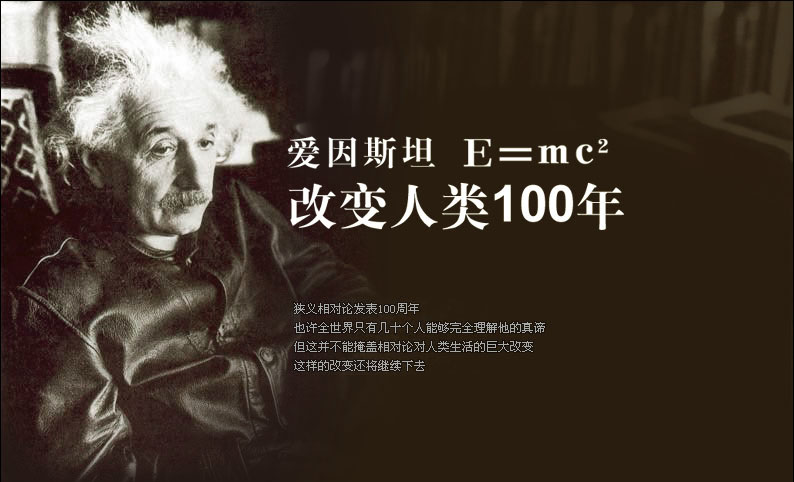 爱因斯坦 E=mc²
改变人类100年
狭义相对论发表100周年
也许全世界只有几十个人能够完全理解他的真谛
但这并不能掩盖相对论对人类生活的巨大改变
这样的改变还将继续下去